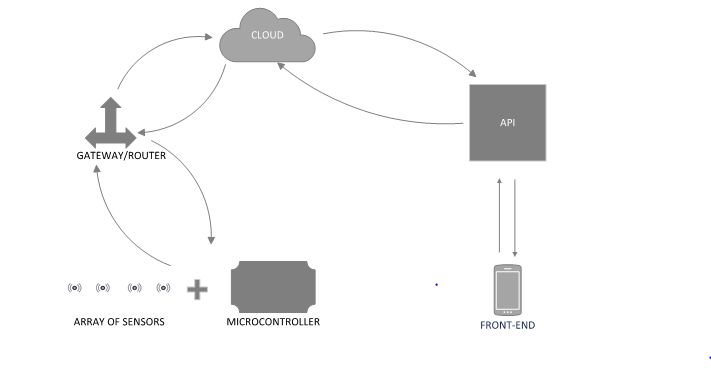 CLOUD
API
GATEWAY/ROUTER
ARRAY OF SENSORS
MICROCONTROLLER
FRONT-END